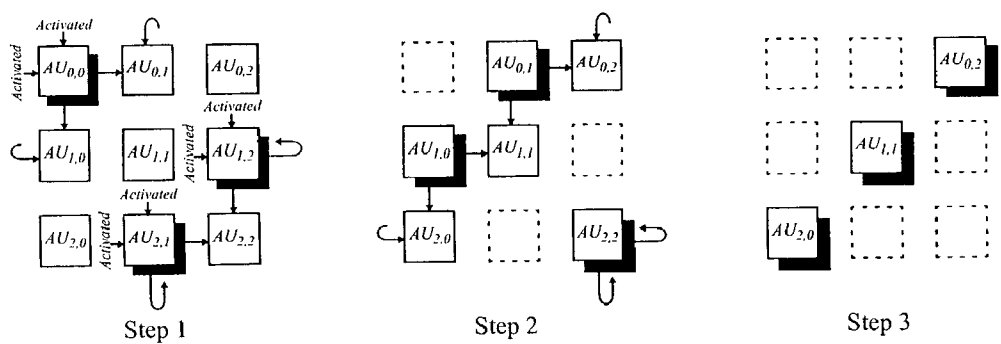 Activated
Activated
AU0,0
AU0,1
AU0,2
Activated
Activated
AU1,0
AU1,1
AU1,2
Activated
Activated
AU2,0
AU2,1
AU2,2
Step 1
AU0,1
AU0,2
AU1,0
AU1,1
AU2,0
AU2,2
Step 2
AU0,2
AU1,1
AU2,0
Step 3